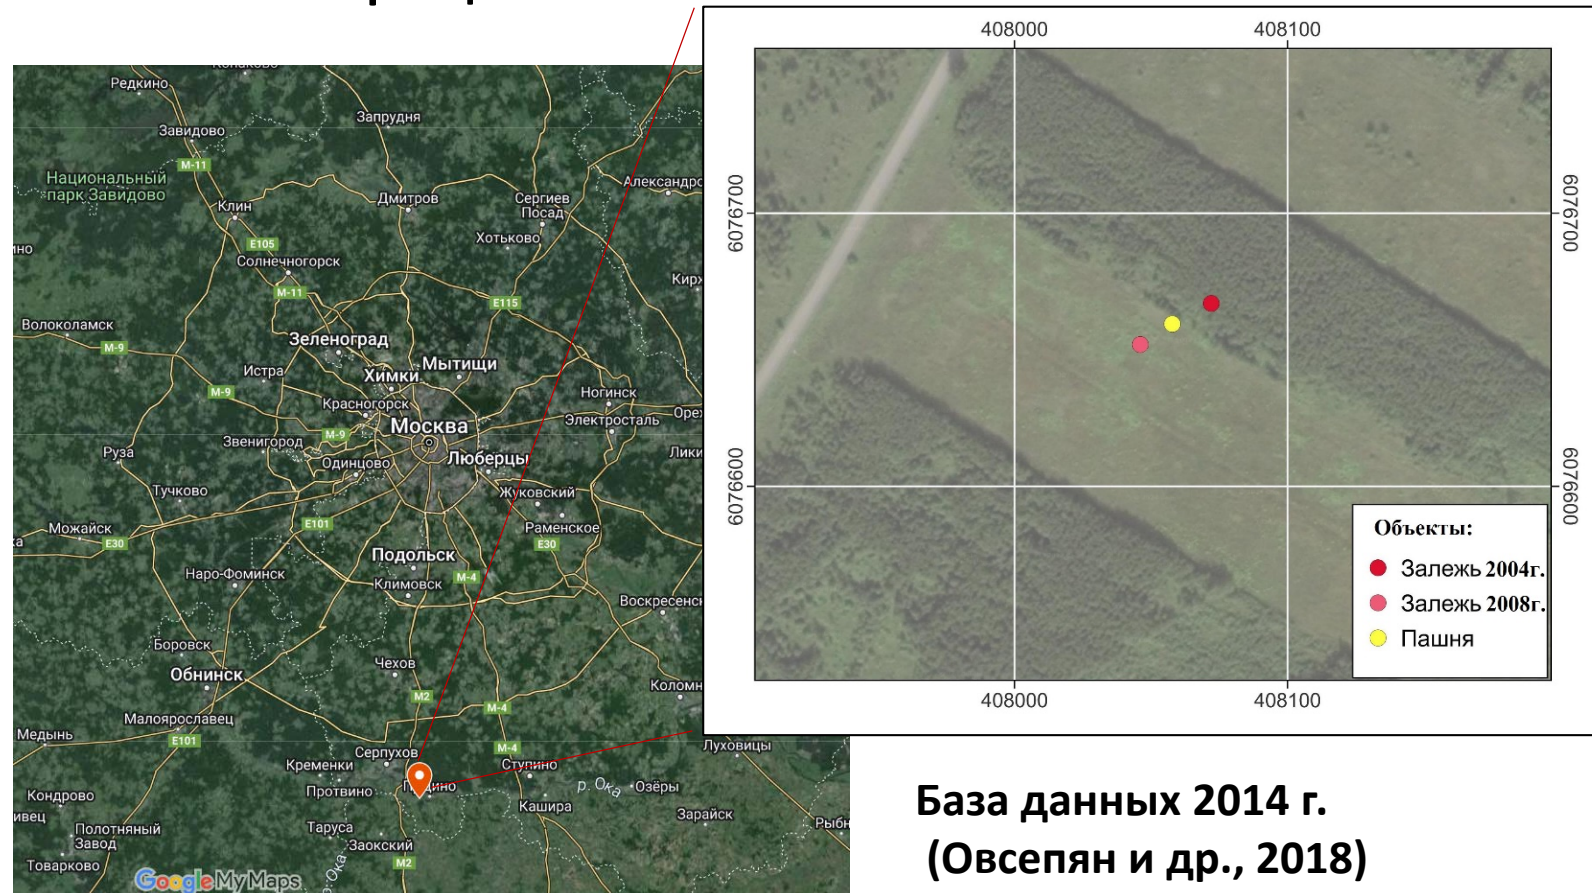 Редкино
Завидово
М-11
Запрудня
Национальный
парк Завидово
Клин
Дмитров
Сергиев
Посад
Александро
Хотьково
E105
Солнечногорск
М-11
E115
Кирж
Волоколамск
М-9
Зеленоград
Мытищи
Истра
Химки
М-9
Красногорск
Ногинск
Электросталь
Орех
Москва
Звенигород
М-9
Руза
Одинцово
Люберцы
Лики
Тучково
Жуковский
Можайск
E30
E101
Раменское
E30
Подольск
Наро-Фоминск
Климовск
М-4
Воскресенск
Боровск
Обнинск
Чехов
М2
Коломн
М-4
Малоярославец
Медынь
E101
Серпухов
М-4
Луховицы
Кременки
Ступино
Протвино
р. Ока
Озёры
Кондрово
Кашира
Зарайск
Полотняный
Завод
Таруса
Заокский
Рыбн
Товарково
М2
р. Ока
Google My Maps
408000
408100
6076700
6076700
6076600
6076600
Объекты:
Залежь 2004г.
Залежь 2008г.
Пашня
408000
408100
База данных 2014 г.
(Овсепян и др., 2018)